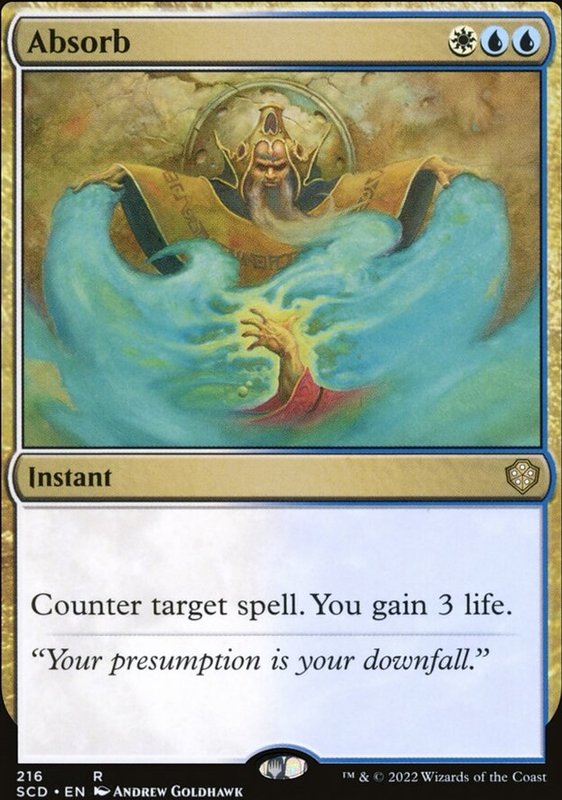 Absorb
Instant
Counter target spell. You gain 3 life.
“Your presumption is your downfall.”
216 R
SCD • EN ANDREW GOLDHAWK
™ & © 2022 Wizards of the Coast